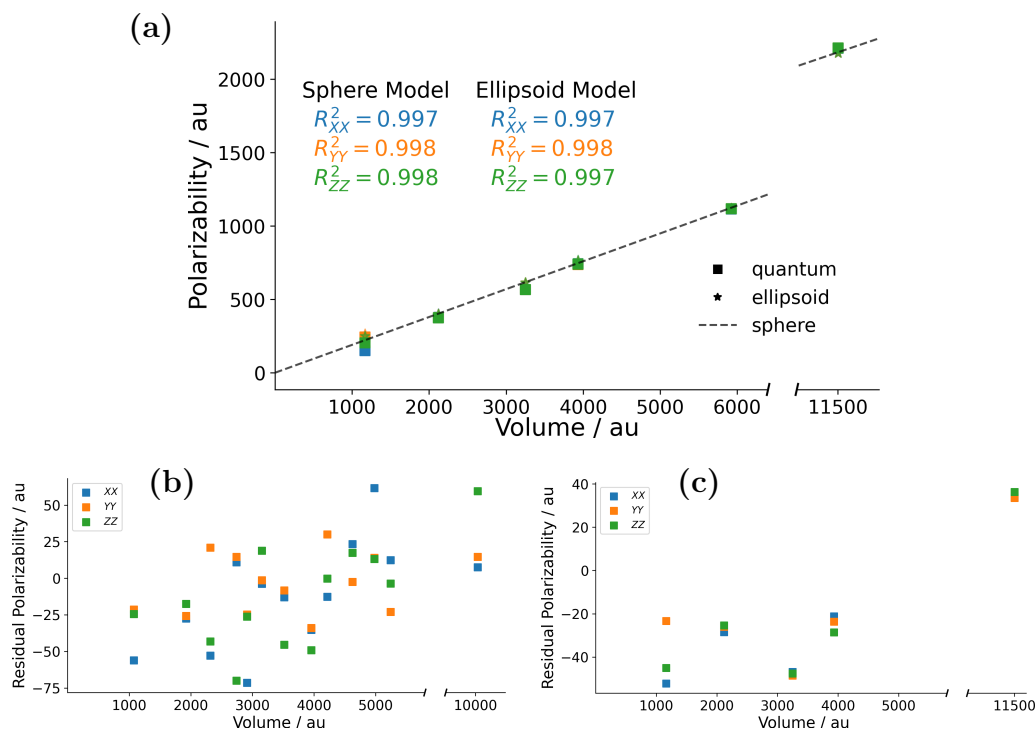 (a)
Polarizability / au
2000
1500
1000
500
0
Sphere Model Ellipsoid Model
R²XX = 0.997 R²XX = 0.997
R²YY = 0.998 R²YY = 0.998
R²ZZ = 0.998 R²ZZ = 0.997
quantum
ellipsoid
sphere
1000 2000 3000 4000 5000 6000 11500
Volume / au
(b)
Residual Polarizability / au
XX
YY
ZZ
50
25
0
−25
−50
−75
1000 2000 3000 4000 5000 10000
Volume / au
(c)
Residual Polarizability / au
XX
YY
ZZ
40
20
0
−20
−40
1000 2000 3000 4000 5000 11500
Volume / au